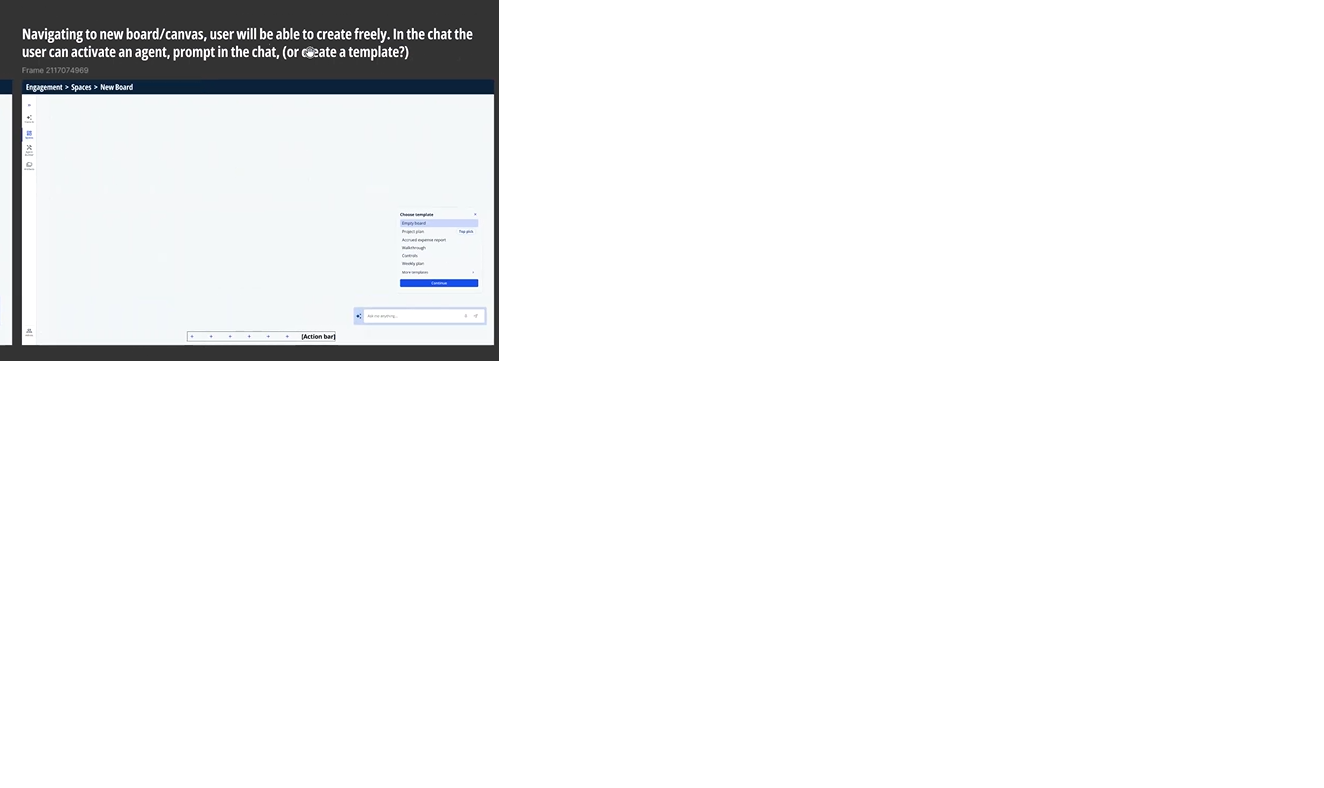 Navigating to new board/canvas, user will be able to create freely. In the chat the
user can activate an agent, prompt in the chat, (or create a template?)
Frame 2117074969
Engagement > Spaces > New Board
Choose template
Empty board
Project plan Top pick
Accrued expense report
Walkthrough
Controls
Weekly plan
More templates
Continue
Ask me anything...
[Action bar]